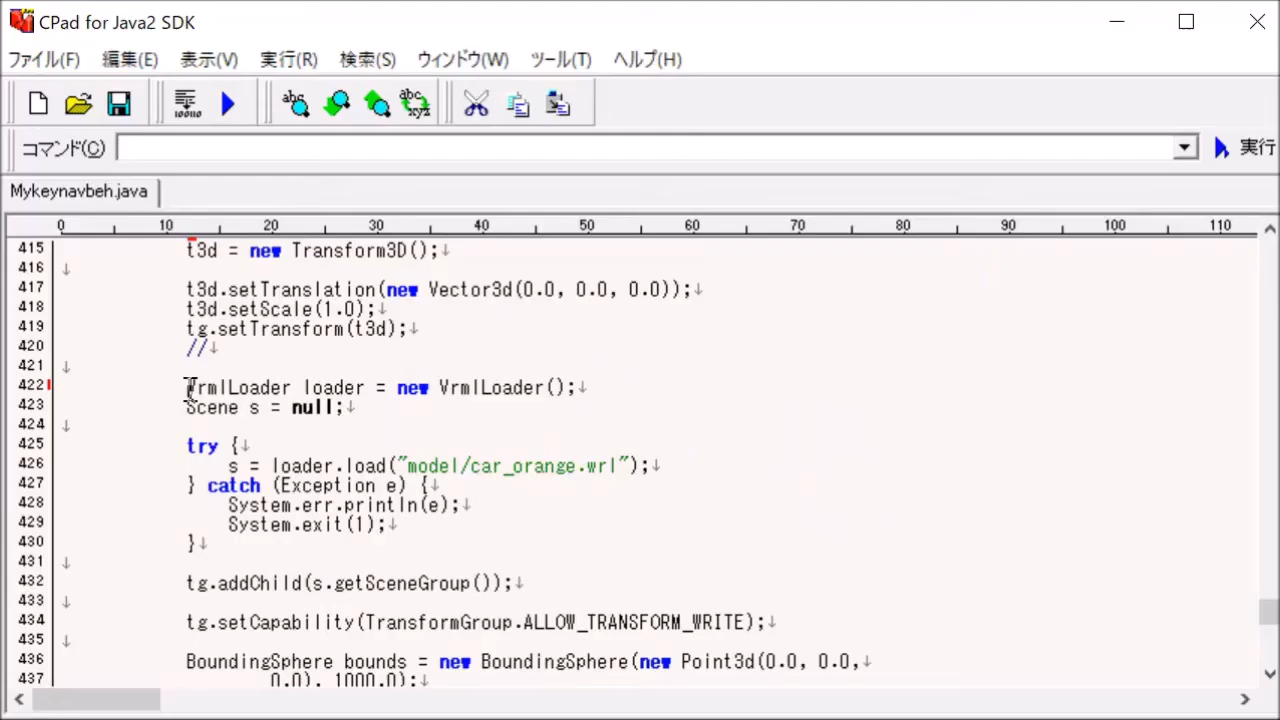 CPad for Java2 SDK
ファイル(F) 編集(E) 表示(V) 実行(R) 検索(S) ウィンドウ(W) ツール(T) ヘルプ(H)
コマンド(C) 実行
Mykeynavbeh.java
0 10 20 30 40 50 60 70 80 90 100 110
415 t3d = new Transform3D();↓
416 ↓
417 t3d.setTranslation(new Vector3d(0.0, 0.0, 0.0));↓
418 t3d.setScale(1.0);↓
419 tg.setTransform(t3d);↓
420 //↓
421 ↓
422 VrmlLoader loader = new VrmlLoader();↓
423 Scene s = null;↓
424 ↓
425 try {↓
426 s = loader.load("model/car_orange.wrl");↓
427 } catch (Exception e) {↓
428 System.err.println(e);↓
429 System.exit(1);↓
430 }↓
431 ↓
432 tg.addChild(s.getSceneGroup());↓
433 ↓
434 tg.setCapability(TransformGroup.ALLOW_TRANSFORM_WRITE);↓
435 ↓
436 BoundingSphere bounds = new BoundingSphere(new Point3d(0.0, 0.0,↓
437 0.0), 1000.0);↓